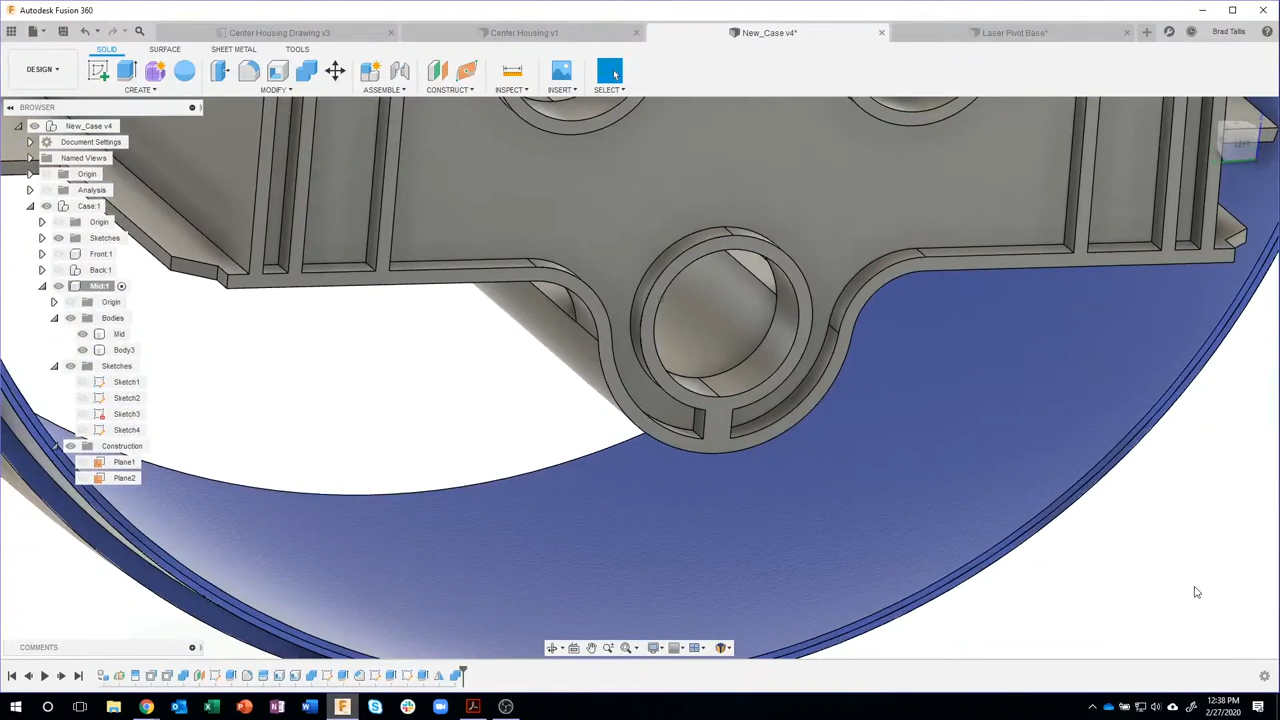 Autodesk Fusion 360
Center Housing Drawing v3
Center Housing v1
New_Case v4*
Laser Pivot Base*
Brad Tallis
DESIGN
SOLID
SURFACE
SHEET METAL
TOOLS
CREATE
MODIFY
ASSEMBLE
CONSTRUCT
INSPECT
INSERT
SELECT
BROWSER
New_Case v4
Document Settings
Named Views
Origin
Analysis
Case:1
Origin
Sketches
Front:1
Back:1
Mid:1
Origin
Bodies
Mid
Body3
Sketches
Sketch1
Sketch2
Sketch3
Sketch4
Construction
Plane1
Plane2
COMMENTS
12:38 PM
2/27/2020